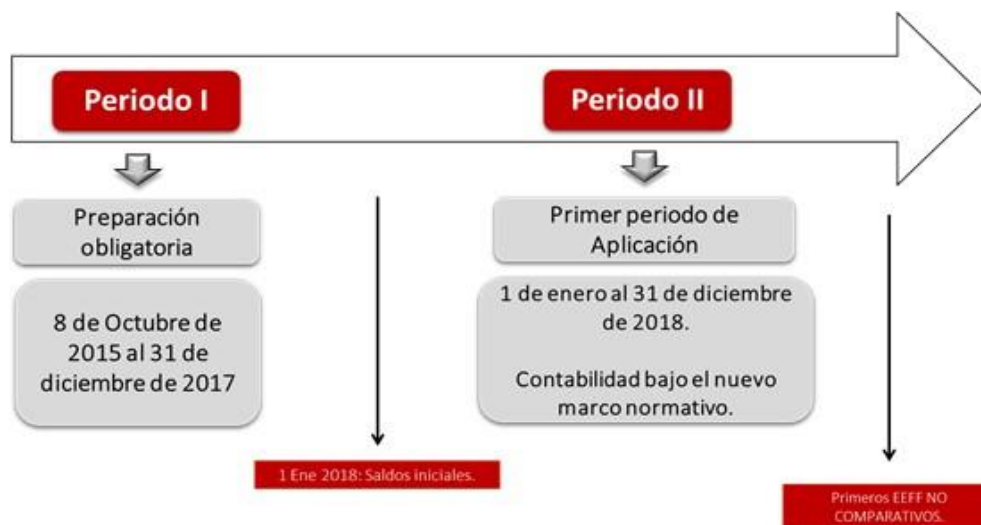 Periodo I
Periodo II
Preparación
obligatoria
Primer periodo de
Aplicación
8 de Octubre de
2015 al 31 de
diciembre de 2017
1 de enero al 31 de diciembre
de 2018.
Contabilidad bajo el nuevo
marco normativo.
1 Ene 2018: Saldos iniciales.
Primeros EEFF NO
COMPARATIVOS.